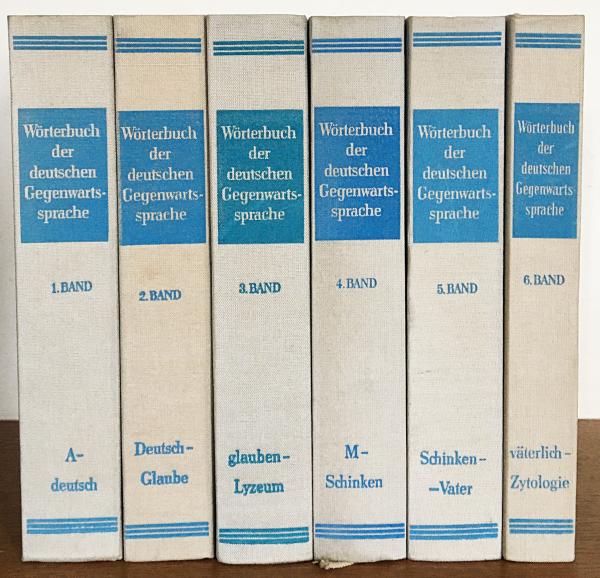 Wörterbuch
der
deutschen
Gegenwarts-
sprache
1. BAND
A-
deutsch
Wörterbuch
der
deutschen
Gegenwarts-
sprache
2. BAND
Deutsch-
Glaube
Wörterbuch
der
deutschen
Gegenwarts-
sprache
3. BAND
glauben-
Lyzeum
Wörterbuch
der
deutschen
Gegenwarts-
sprache
4. BAND
M-
Schinken
Wörterbuch
der
deutschen
Gegenwarts-
sprache
5. BAND
Schinken-
-Vater
Wörterbuch
der
deutschen
Gegenwarts
sprache
6. BAND
väterlich-
Zytologie